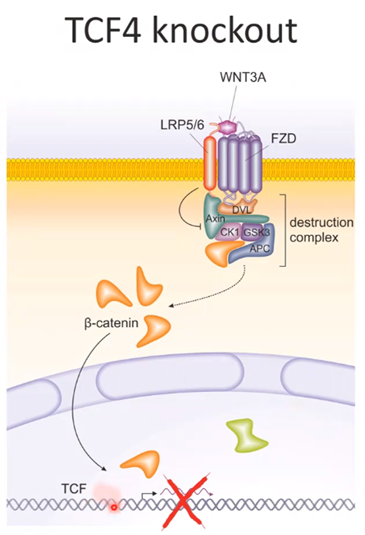 TCF4 knockout
WNT3A
LRP5/6
FZD
DVL
Axin
CK1 GSK3
APC
destruction
complex
β-catenin
TCF